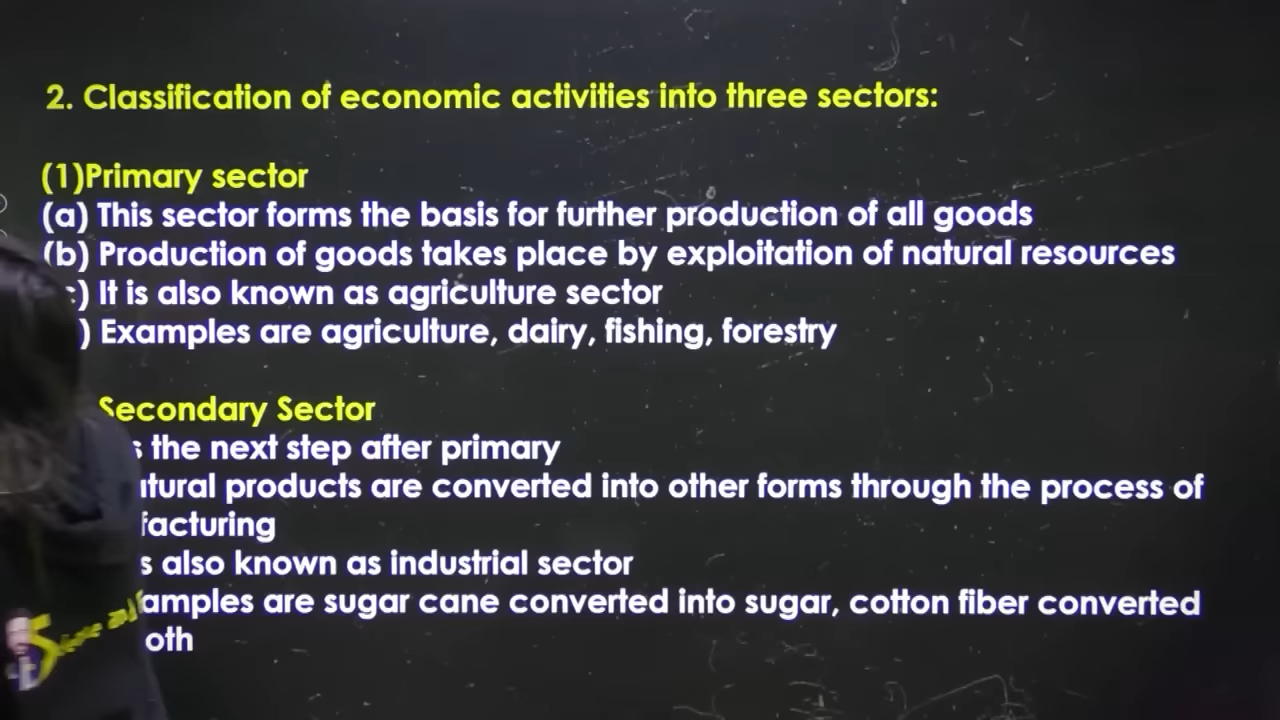 2. Classification of economic activities into three sectors:
(1)Primary sector
(a) This sector forms the basis for further production of all goods
(b) Production of goods takes place by exploitation of natural resources
) It is also known as agriculture sector
) Examples are agriculture, dairy, fishing, forestry
Secondary Sector
the next step after primary
products are converted into other forms through the process of
facturing
also known as industrial sector
amples are sugar cane converted into sugar, cotton fiber converted
oth